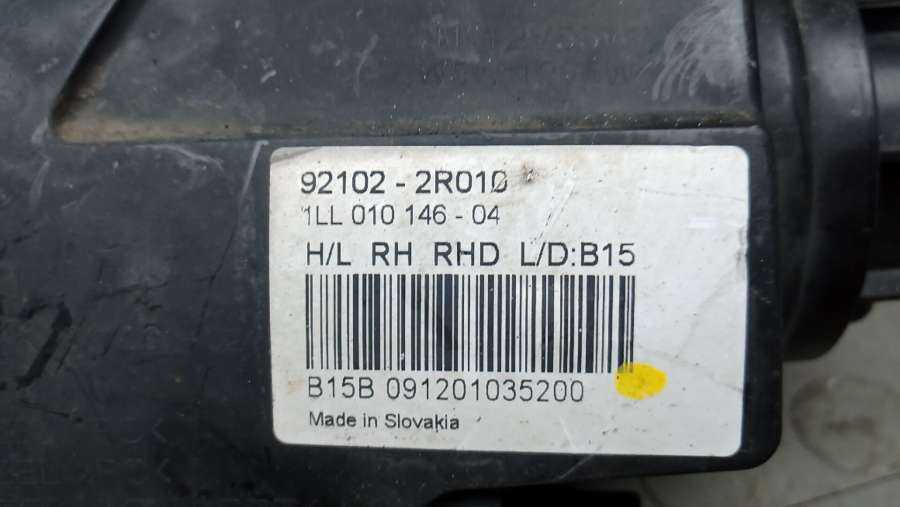 92102 - 2R010
1LL 010 146 - 04
H/L RH RHD L/D:B15
B15B 091201035200
Made in Slovakia